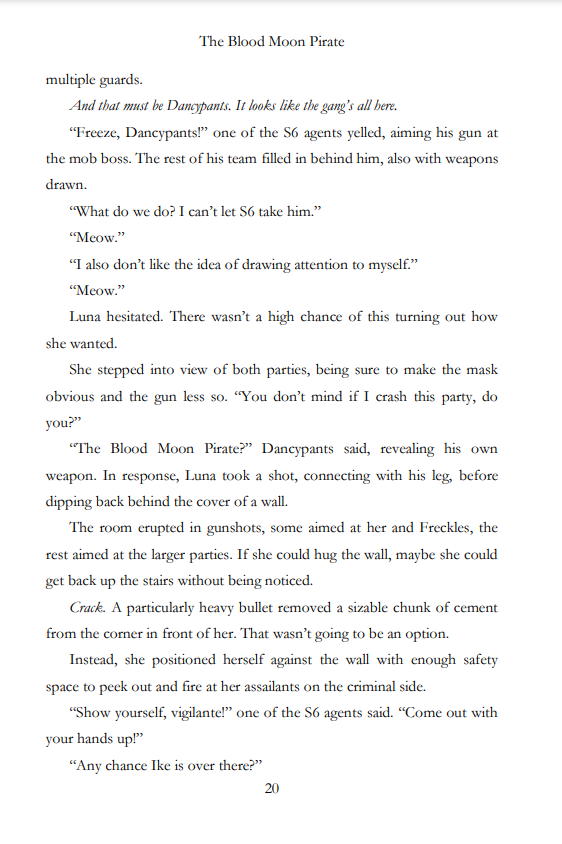 The Blood Moon Pirate
multiple guards.
And that must be Dancypants. It looks like the gang’s all here.
“Freeze, Dancypants!” one of the S6 agents yelled, aiming his gun at
the mob boss. The rest of his team filled in behind him, also with weapons
drawn.
“What do we do? I can’t let S6 take him.”
“Meow.”
“I also don’t like the idea of drawing attention to myself.”
“Meow.”
Luna hesitated. There wasn’t a high chance of this turning out how
she wanted.
She stepped into view of both parties, being sure to make the mask
obvious and the gun less so. “You don’t mind if I crash this party, do
you?”
“The Blood Moon Pirate?” Dancypants said, revealing his own
weapon. In response, Luna took a shot, connecting with his leg, before
dipping back behind the cover of a wall.
The room erupted in gunshots, some aimed at her and Freckles, the
rest aimed at the larger parties. If she could hug the wall, maybe she could
get back up the stairs without being noticed.
Crack. A particularly heavy bullet removed a sizable chunk of cement
from the corner in front of her. That wasn’t going to be an option.
Instead, she positioned herself against the wall with enough safety
space to peek out and fire at her assailants on the criminal side.
“Show yourself, vigilante!” one of the S6 agents said. “Come out with
your hands up!”
“Any chance Ike is over there?”
20